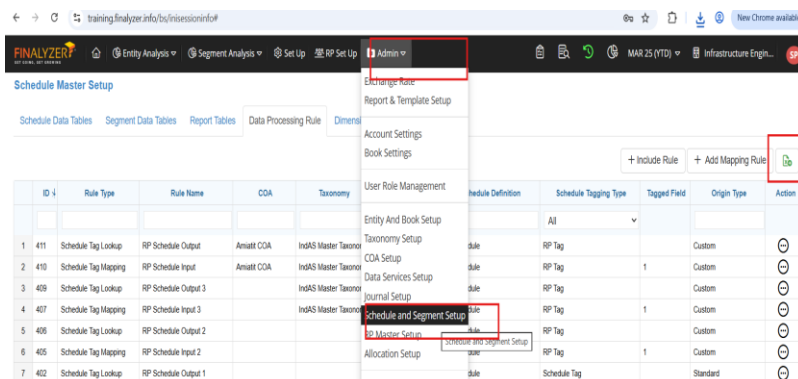 training.finalyzer.info/bs/inisessioninfo#
New Chrome available
FINALYZER
GET GOING, GET GROWING
Entity Analysis
Segment Analysis
Set Up
RP Set Up
Admin
MAR 25 (YTD)
Infrastructure Engin...
SP
Schedule Master Setup
Schedule Data Tables
Segment Data Tables
Report Tables
Data Processing Rule
Dimens
Exchange Rate
Report & Template Setup
Account Settings
Book Settings
User Role Management
Entity And Book Setup
Taxonomy Setup
COA Setup
Data Services Setup
Journal Setup
Schedule and Segment Setup
RP Master Setup
Schedule and Segment Setup
Allocation Setup
+ Include Rule
+ Add Mapping Rule
ID Rule Type Rule Name COA Taxonomy hedule Definition Schedule Tagging Type Tagged Field Origin Type Action
All
1 411 Schedule Tag Lookup RP Schedule Output Amiatit COA IndAS Master Taxonor dule RP Tag Custom
2 410 Schedule Tag Mapping RP Schedule Input Amiatit COA IndAS Master Taxonor dule RP Tag 1 Custom
3 409 Schedule Tag Lookup RP Schedule Output 3 IndAS Master Taxonor dule RP Tag Custom
4 407 Schedule Tag Mapping RP Schedule Input 3 IndAS Master Taxonor dule RP Tag 1 Custom
5 406 Schedule Tag Lookup RP Schedule Output 2 dule RP Tag Custom
6 405 Schedule Tag Mapping RP Schedule Input 2 dule RP Tag 1 Custom
7 402 Schedule Tag Lookup RP Schedule Output 1 dule Schedule Tag Standard